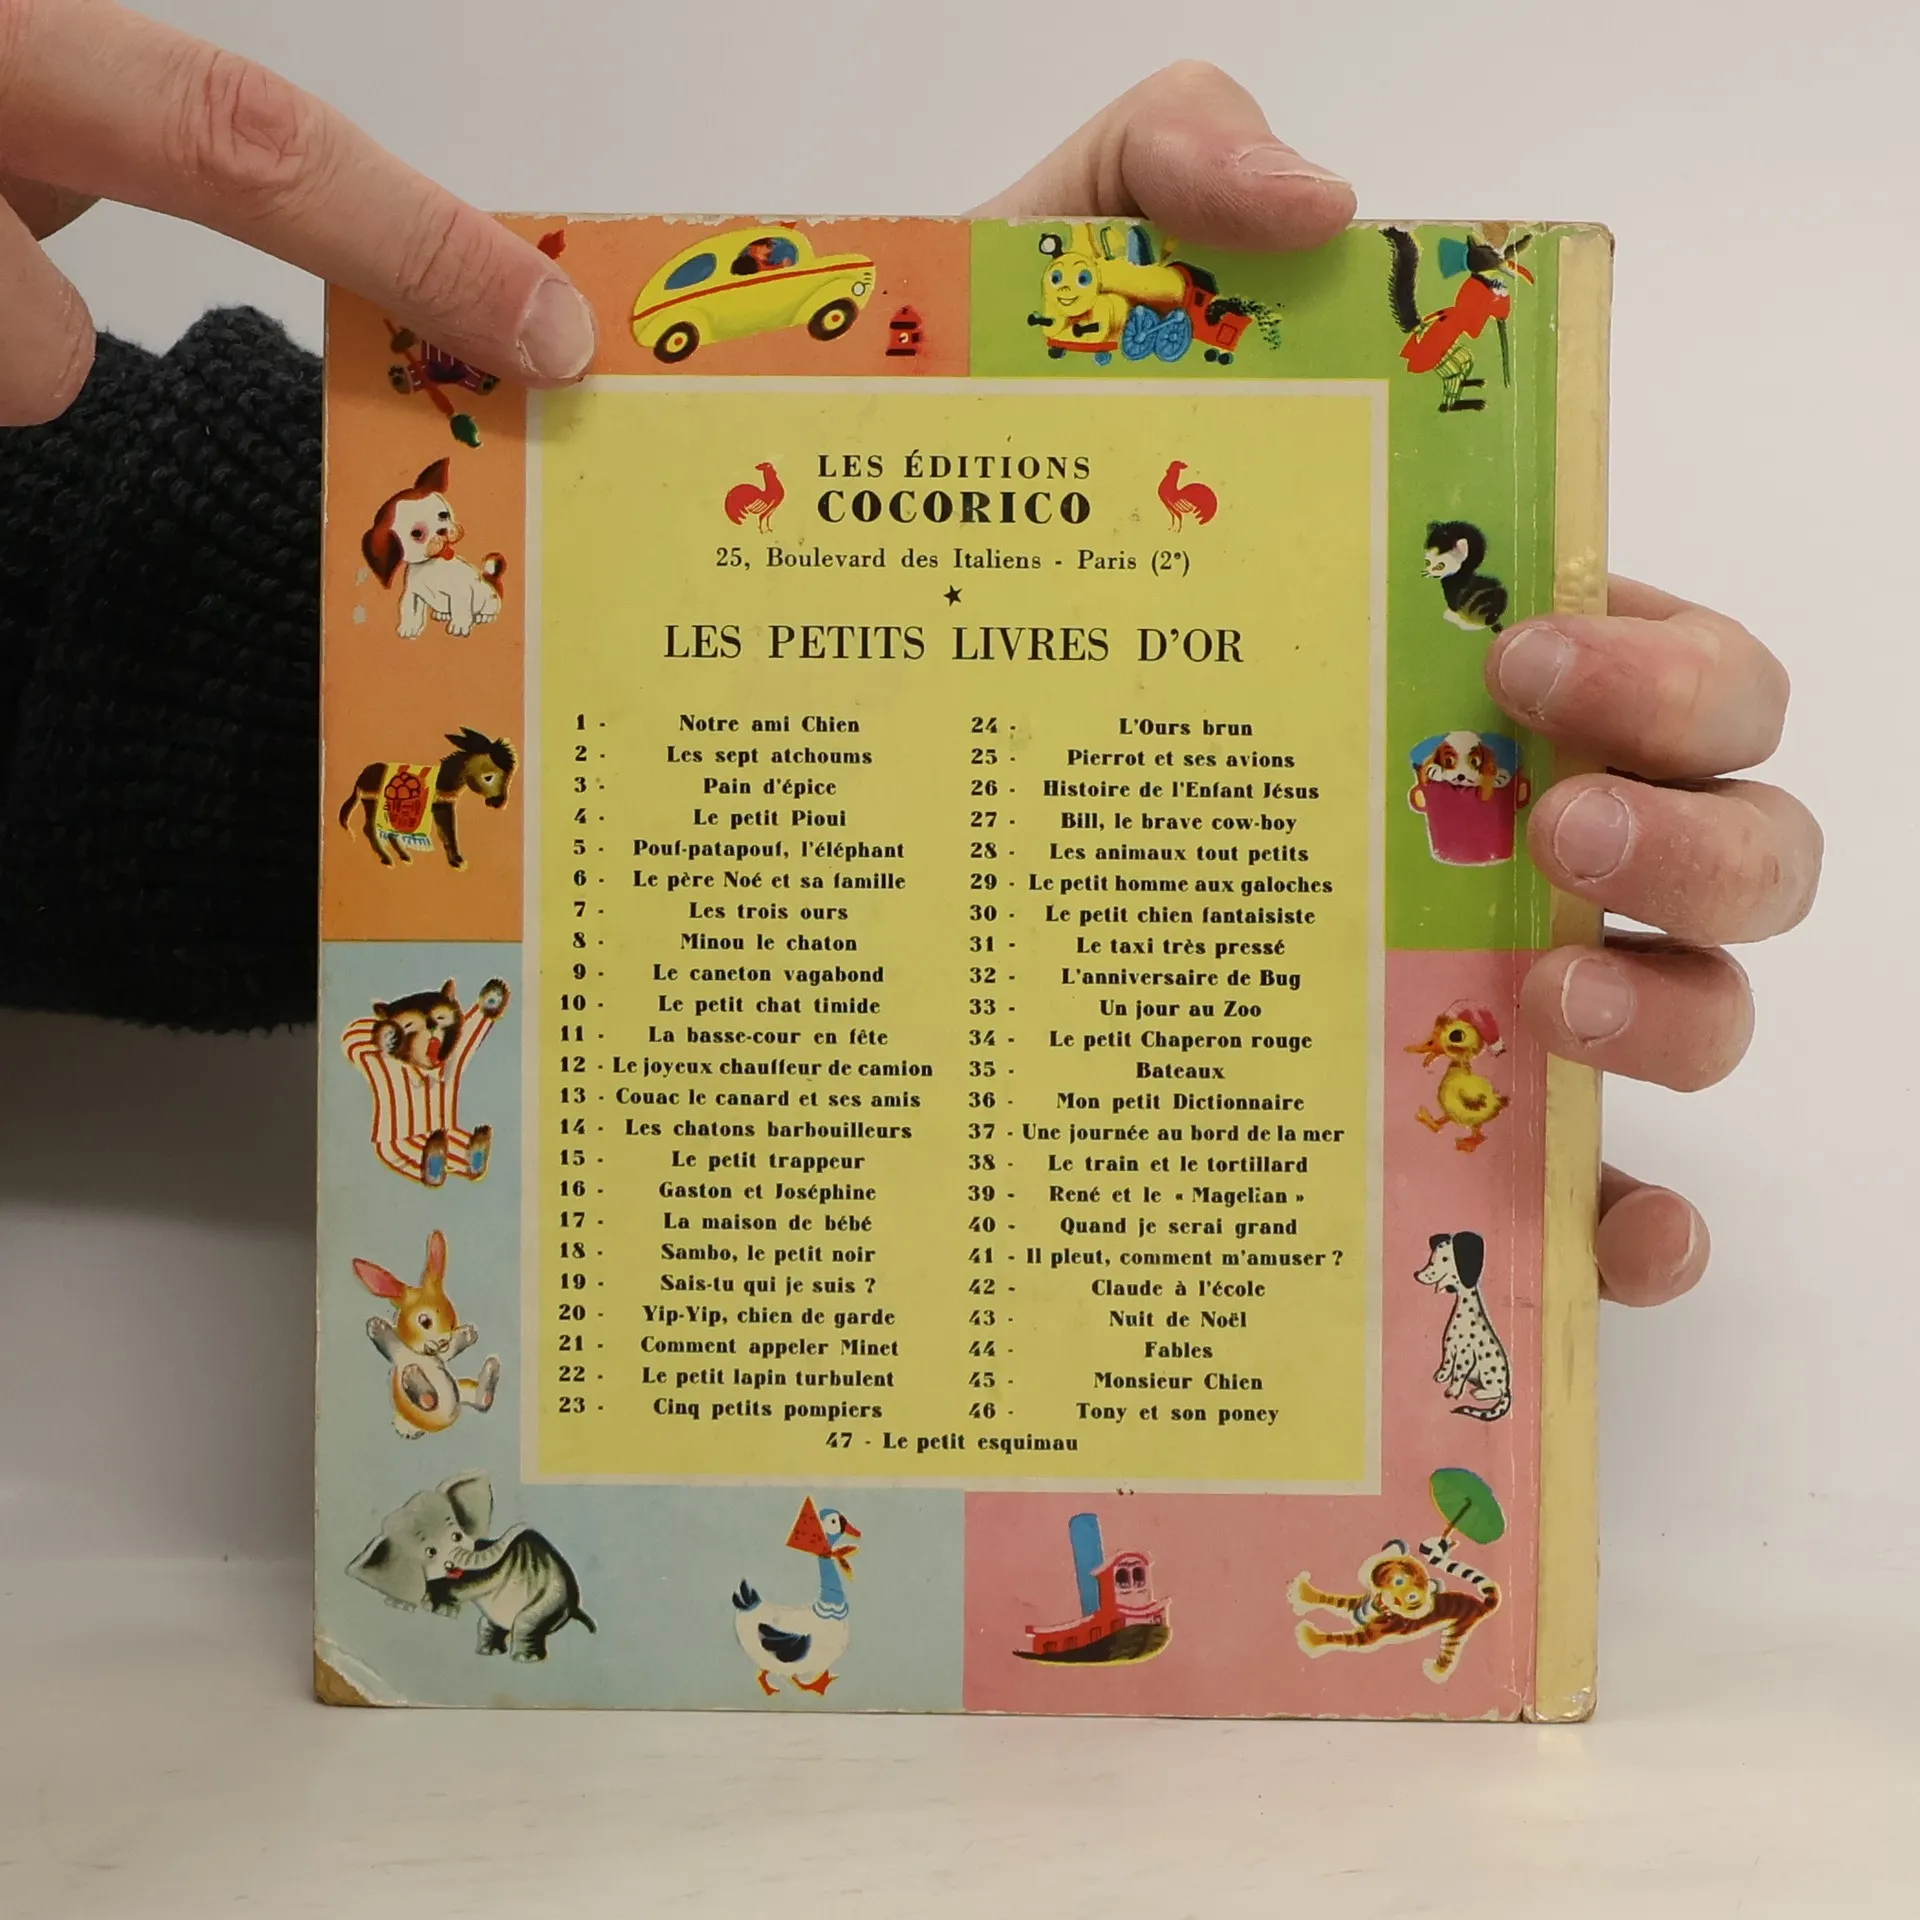 LES ÉDITIONS
COCORICO
25, Boulevard des Italiens - Paris (2ᵉ)
LES PETITS LIVRES D'OR
1 - Notre ami Chien
2 - Les sept atchoums
3 - Pain d'épice
4 - Le petit Pioui
5 - Pouf-patapouf, l'éléphant
6 - Le père Noé et sa famille
7 - Les trois ours
8 - Minou le chaton
9 - Le caneton vagabond
10 - Le petit chat timide
11 - La basse-cour en fête
12 - Le joyeux chauffeur de camion
13 - Couac le canard et ses amis
14 - Les chatons barbouilleurs
15 - Le petit trappeur
16 - Gaston et Joséphine
17 - La maison de bébé
18 - Sambo, le petit noir
19 - Sais-tu qui je suis ?
20 - Yip-Yip, chien de garde
21 - Comment appeler Minet
22 - Le petit lapin turbulent
23 - Cinq petits pompiers
24 - L'Ours brun
25 - Pierrot et ses avions
26 - Histoire de l'Enfant Jésus
27 - Bill, le brave cow-boy
28 - Les animaux tout petits
29 - Le petit homme aux galoches
30 - Le petit chien fantaisiste
31 - Le taxi très pressé
32 - L'anniversaire de Bug
33 - Un jour au Zoo
34 - Le petit Chaperon rouge
35 - Bateaux
36 - Mon petit Dictionnaire
37 - Une journée au bord de la mer
38 - Le train et le tortillard
39 - René et le « Magellan »
40 - Quand je serai grand
41 - Il pleut, comment m'amuser ?
42 - Claude à l'école
43 - Nuit de Noël
44 - Fables
45 - Monsieur Chien
46 - Tony et son poney
47 - Le petit esquimau